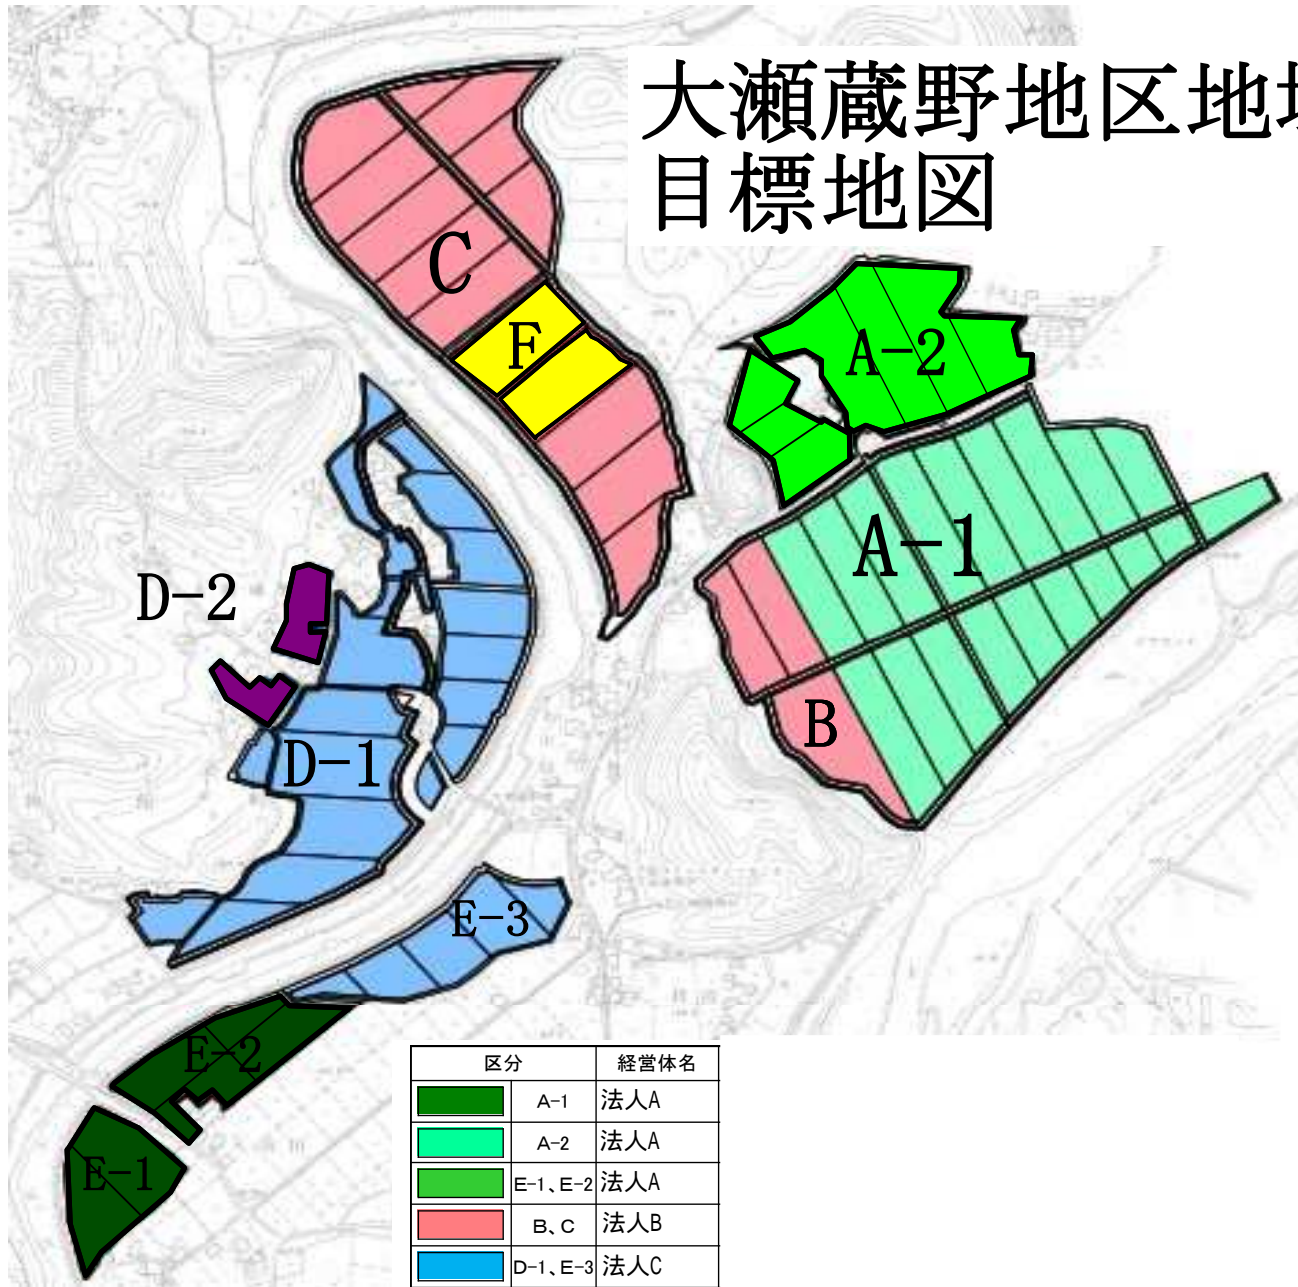 大瀬蔵野地区地
目標地図
C
F
A-2
A-1
D-2
B
D-1
E-3
E-2
E-1
区分 経営体名
A-1 法人A
A-2 法人A
E-1、E-2 法人A
B、C 法人B
D-1、E-3 法人C